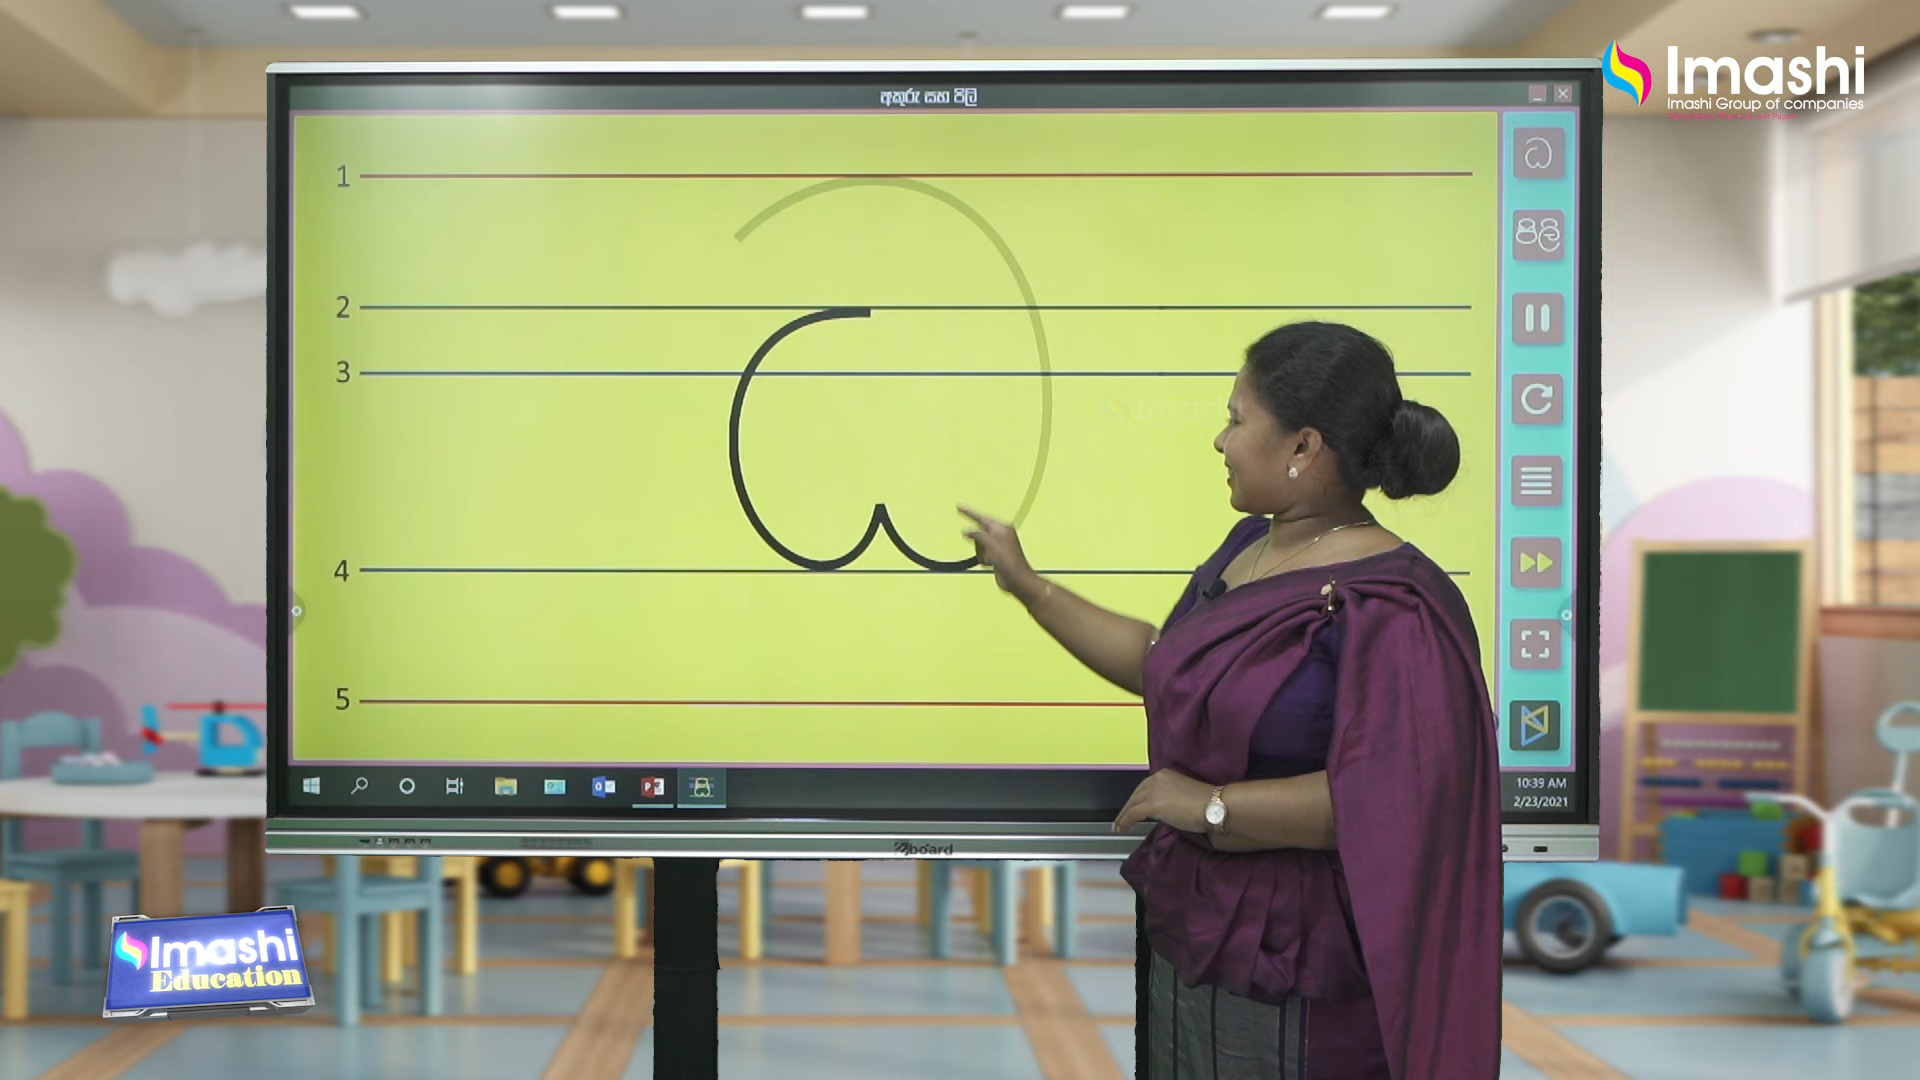 අකුරු සහ පිලි
Imashi
Imashi Group of companies
1
2
3
4
5
ධ
පිලි
10:39 AM
2/23/2021
board
Imashi
Education